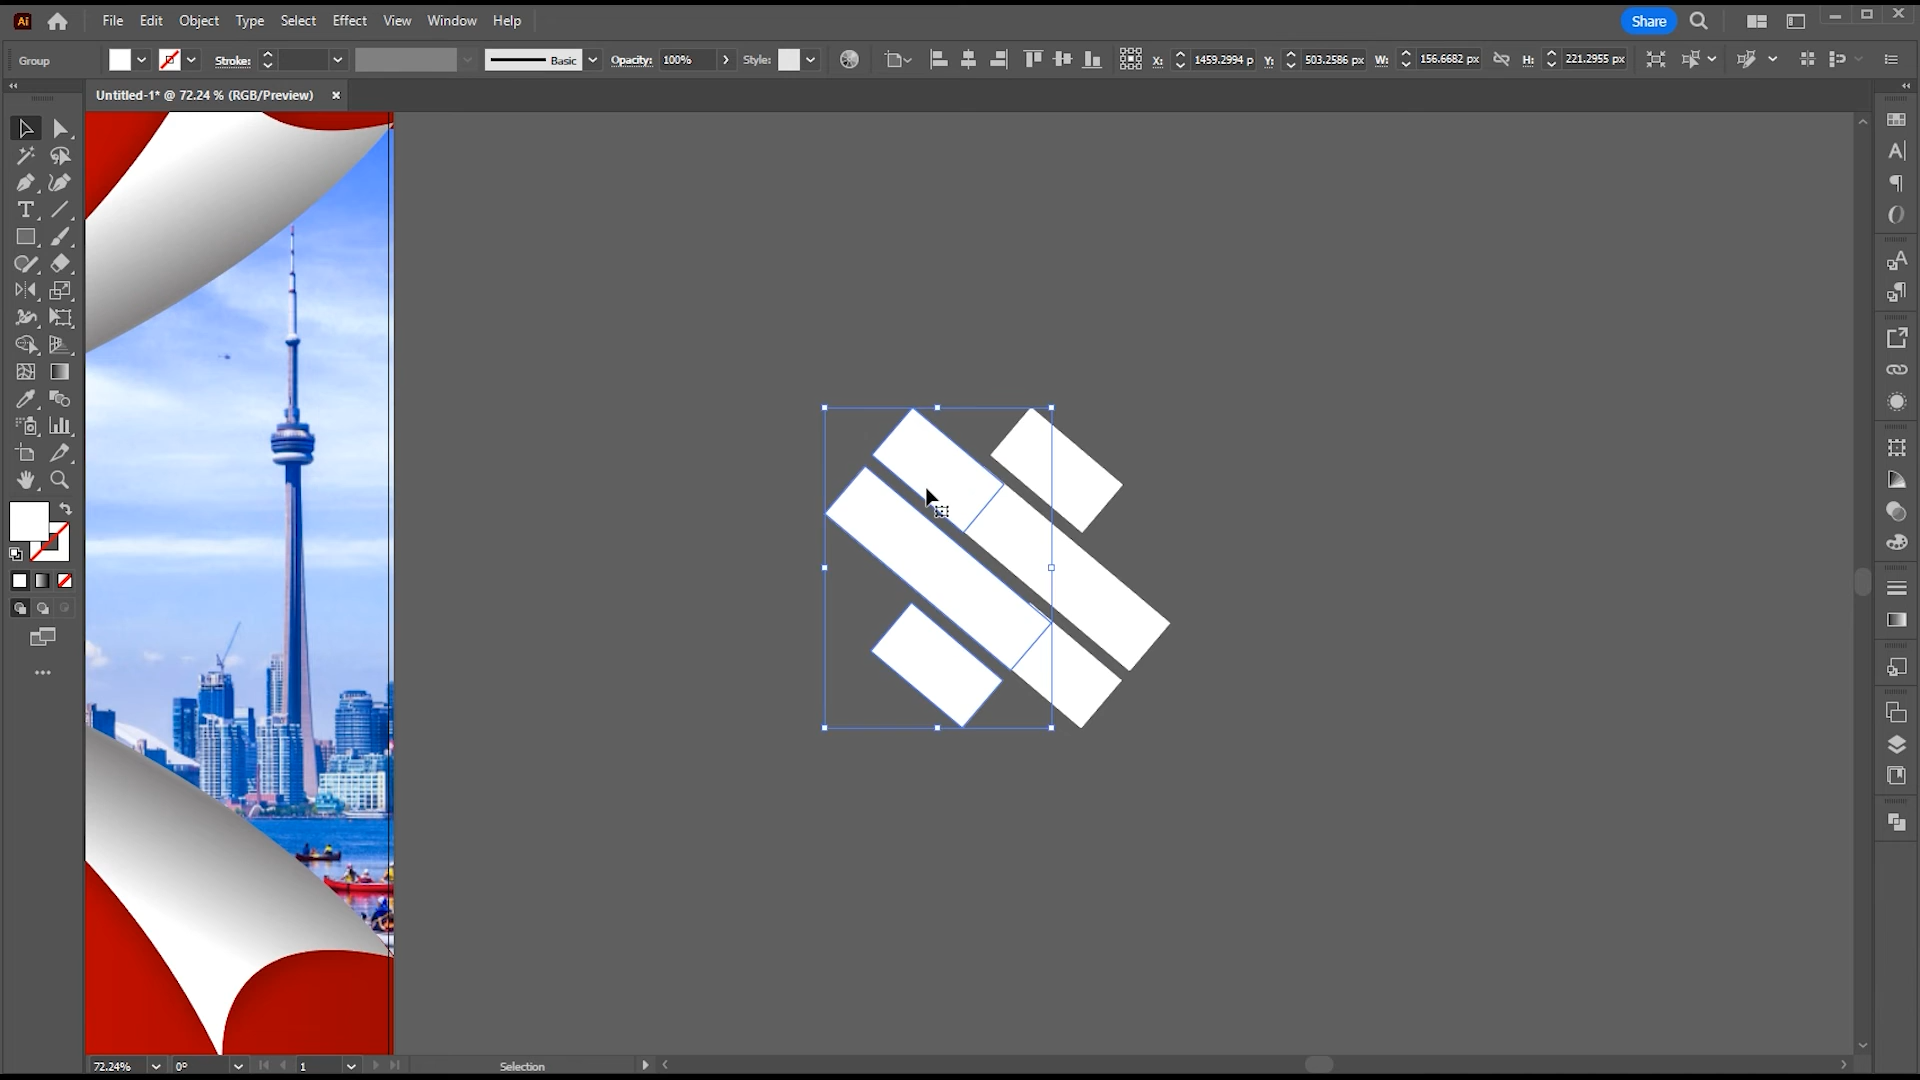 Ai File Edit Object Type Select Effect View Window Help Share
Group Stroke: Basic Opacity: 100% Style: X: 1459.2994 p Y: 503.2586 px W: 156.6682 px H: 221.2955 px
Untitled-1* @ 72.24 % (RGB/Preview)
72.24% 0° 1 Selection